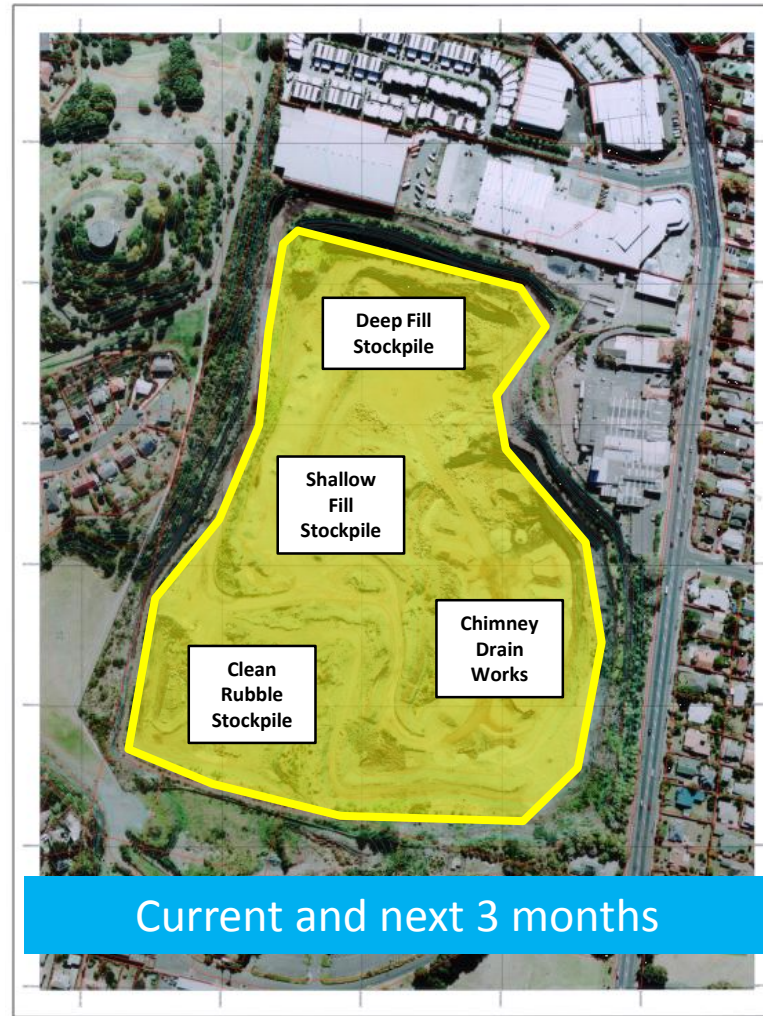 Deep Fill
Stockpile
Shallow
Fill
Stockpile
Chimney
Drain
Works
Clean
Rubble
Stockpile
Current and next 3 months